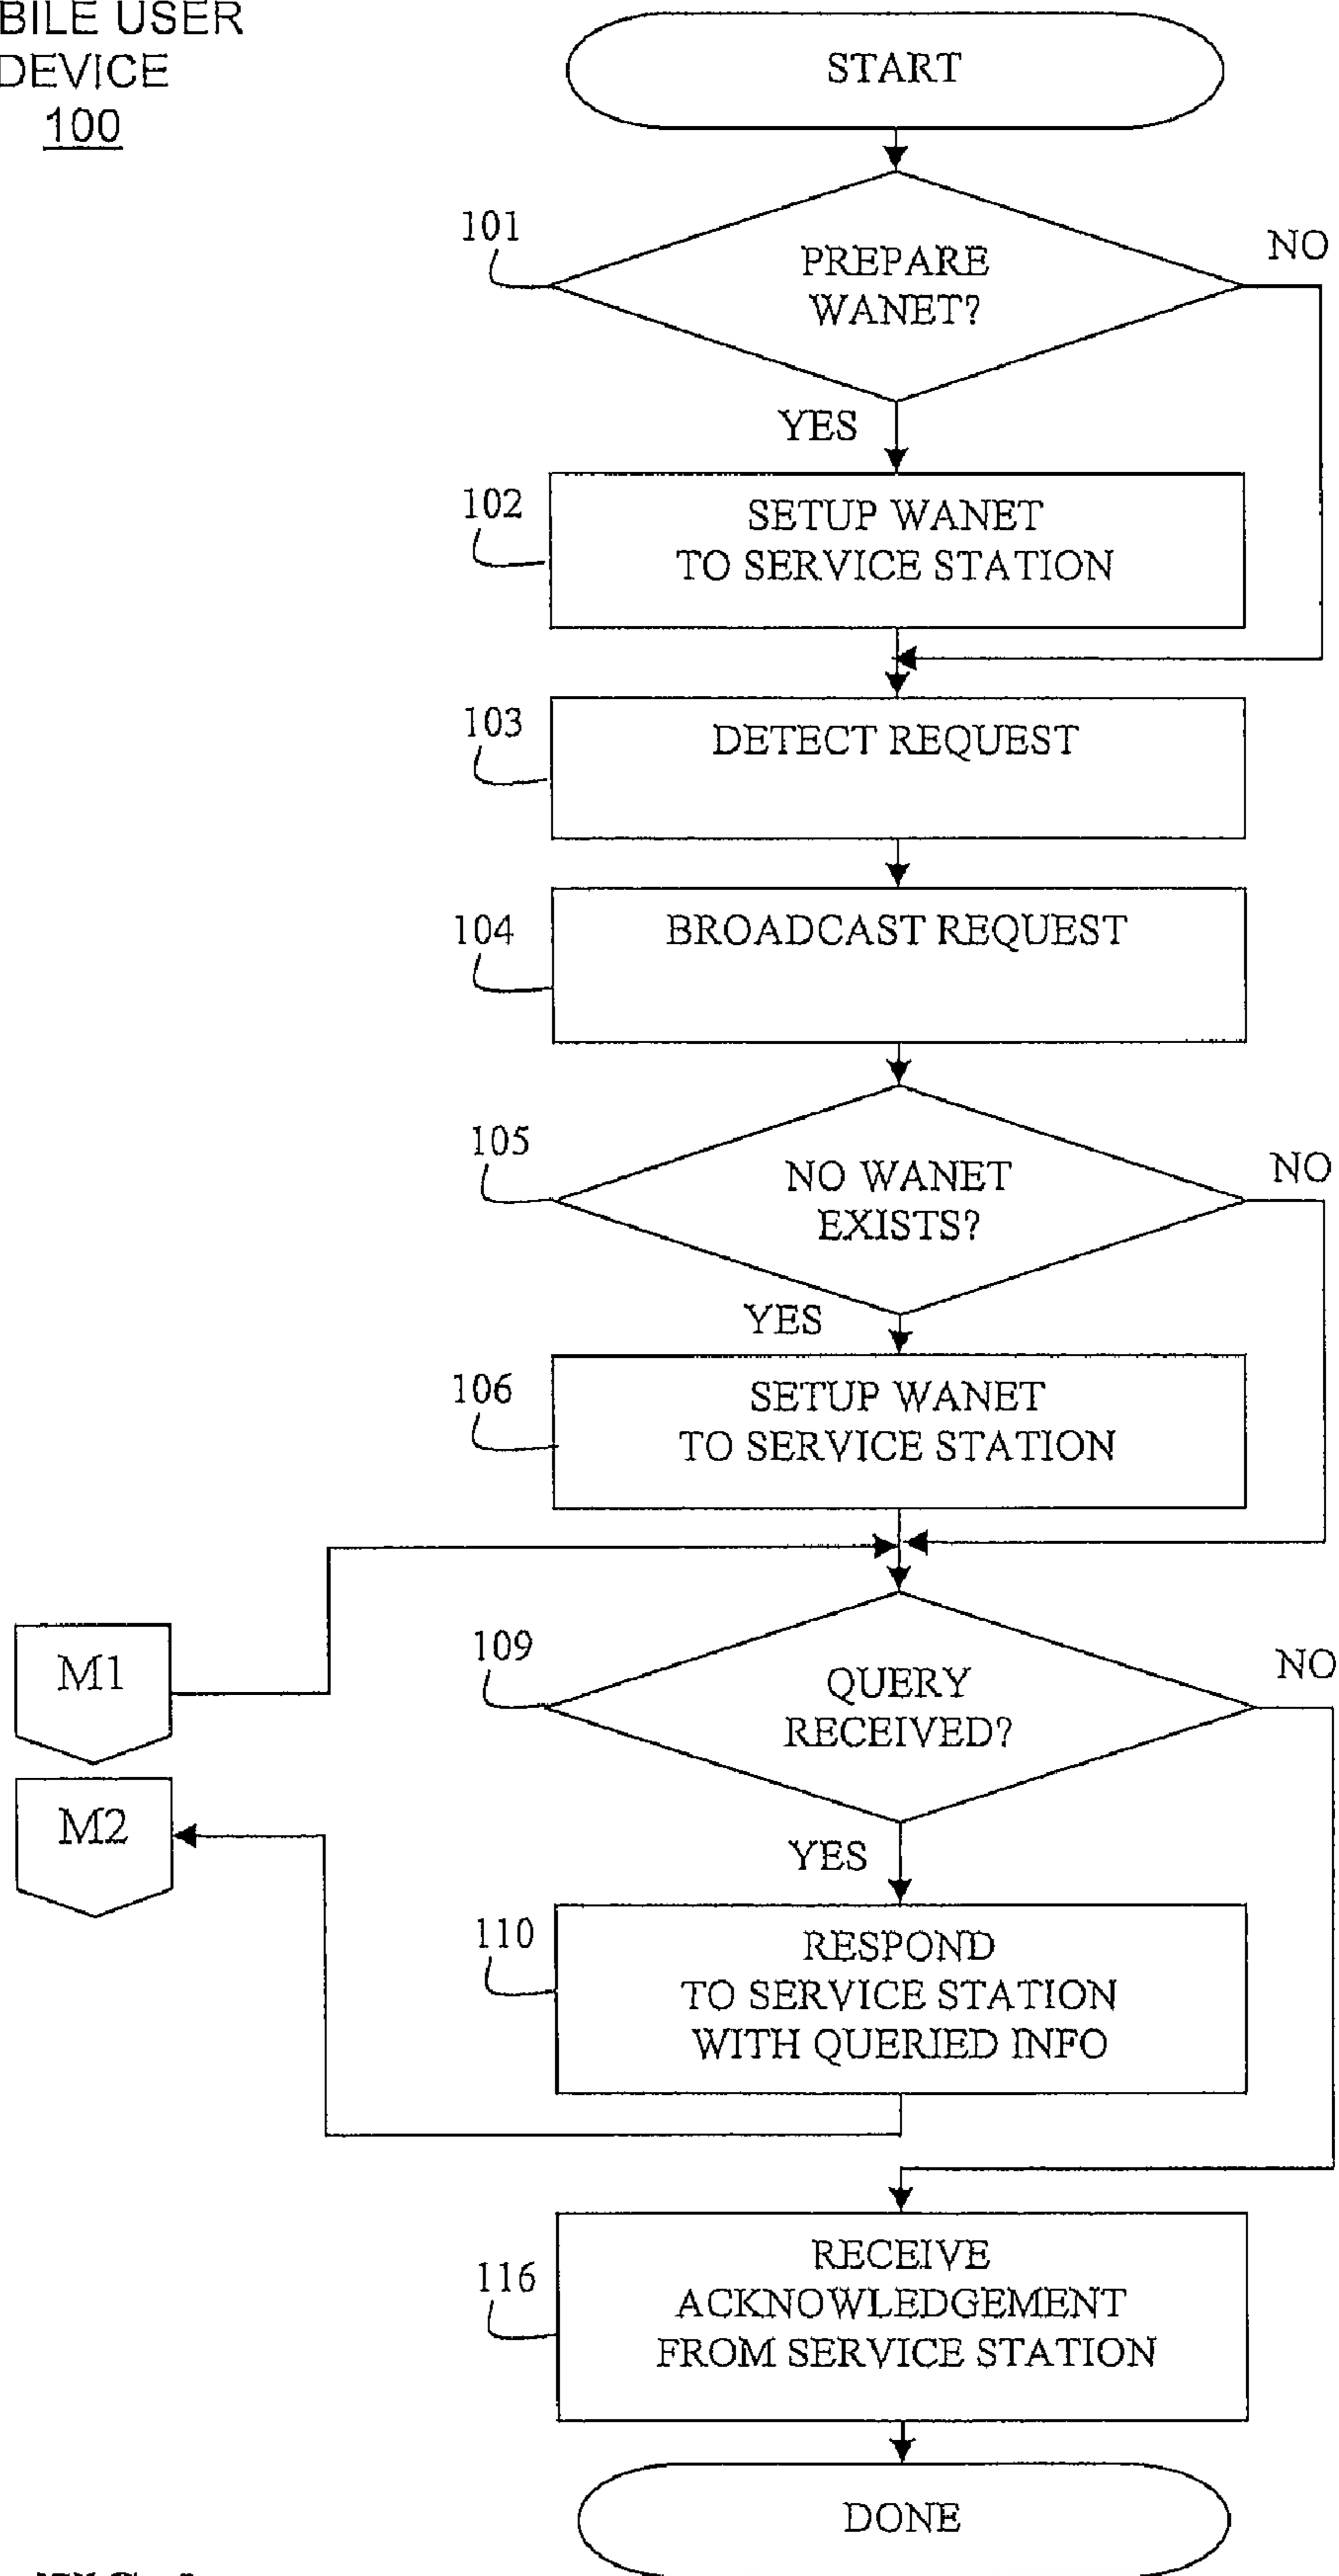 BILE USER
DEVICE
100
START
101
PREPARE
WANET?
NO
YES
102
SETUP WANET
TO SERVICE STATION
103
DETECT REQUEST
104
BROADCAST REQUEST
105
NO WANET
EXISTS?
NO
YES
106
SETUP WANET
TO SERVICE STATION
M1
109
QUERY
RECEIVED?
NO
M2
YES
110
RESPOND
TO SERVICE STATION
WITH QUERIED INFO
116
RECEIVE
ACKNOWLEDGEMENT
FROM SERVICE STATION
DONE